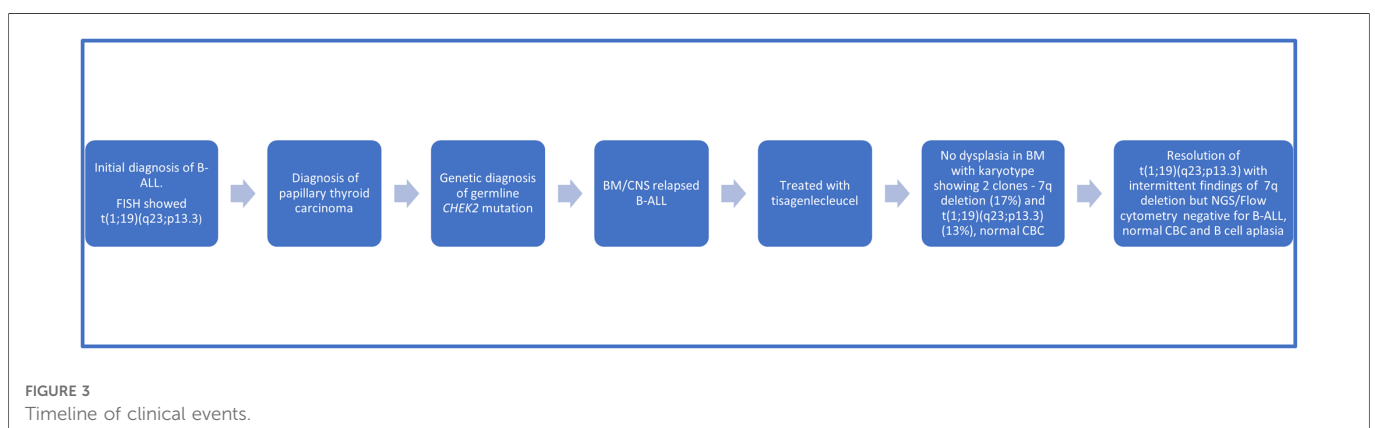 Initial diagnosis of B-
ALL.
FISH showed
t(1;19)(q23;p13.3)
Diagnosis of
papillary thyroid
carcinoma
Genetic diagnosis
of germline
CHEK2 mutation
BM/CNS relapsed
B-ALL
Treated with
tisagenlecleucel
No dysplasia in BM
with karyotype
showing 2 clones - 7q
deletion (17%) and
t(1;19)(q23;p13.3)
(13%), normal CBC
Resolution of
t(1;19)(q23;p13.3) with
intermittent findings of 7q
deletion but NGS/Flow
cytometry negative for B-ALL,
normal CBC and B cell aplasia
FIGURE 3
Timeline of clinical events.